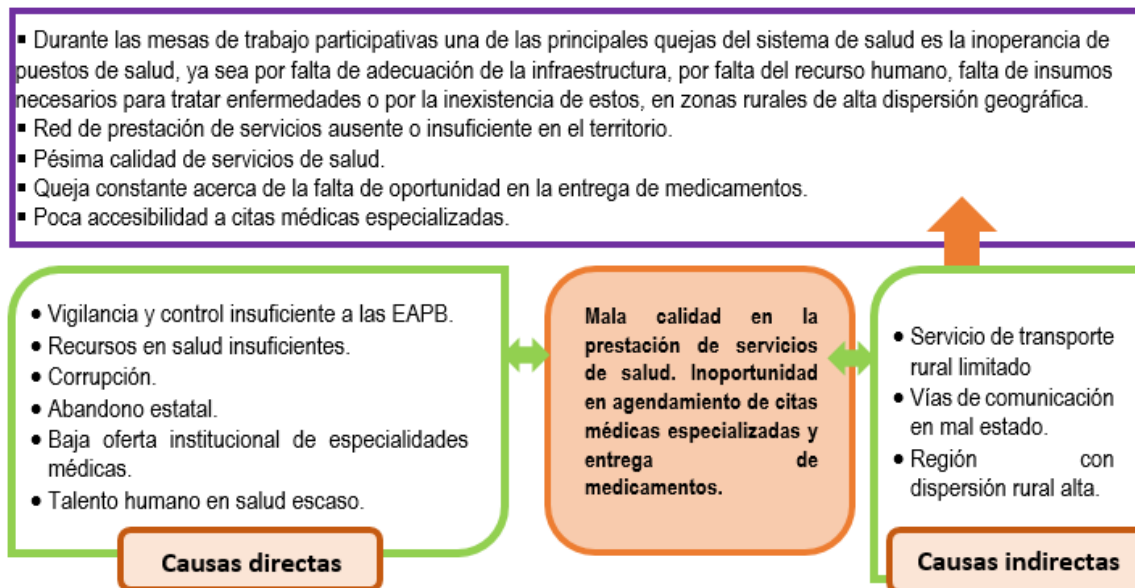 ▪ Durante las mesas de trabajo participativas una de las principales quejas del sistema de salud es la inoperancia de
puestos de salud, ya sea por falta de adecuación de la infraestructura, por falta del recurso humano, falta de insumos
necesarios para tratar enfermedades o por la inexistencia de estos, en zonas rurales de alta dispersión geográfica.
▪ Red de prestación de servicios ausente o insuficiente en el territorio.
▪ Pésima calidad de servicios de salud.
▪ Queja constante acerca de la falta de oportunidad en la entrega de medicamentos.
▪ Poca accesibilidad a citas médicas especializadas.
• Vigilancia y control insuficiente a las EAPB.
• Recursos en salud insuficientes.
• Corrupción.
• Abandono estatal.
• Baja oferta institucional de especialidades
médicas.
• Talento humano en salud escaso.
Causas directas
Mala calidad en la
prestación de servicios
de salud. Inoportunidad
en agendamiento de citas
médicas especializadas y
entrega de
medicamentos.
• Servicio de transporte
rural limitado
• Vías de comunicación
en mal estado.
• Región con
dispersión rural alta.
Causas indirectas